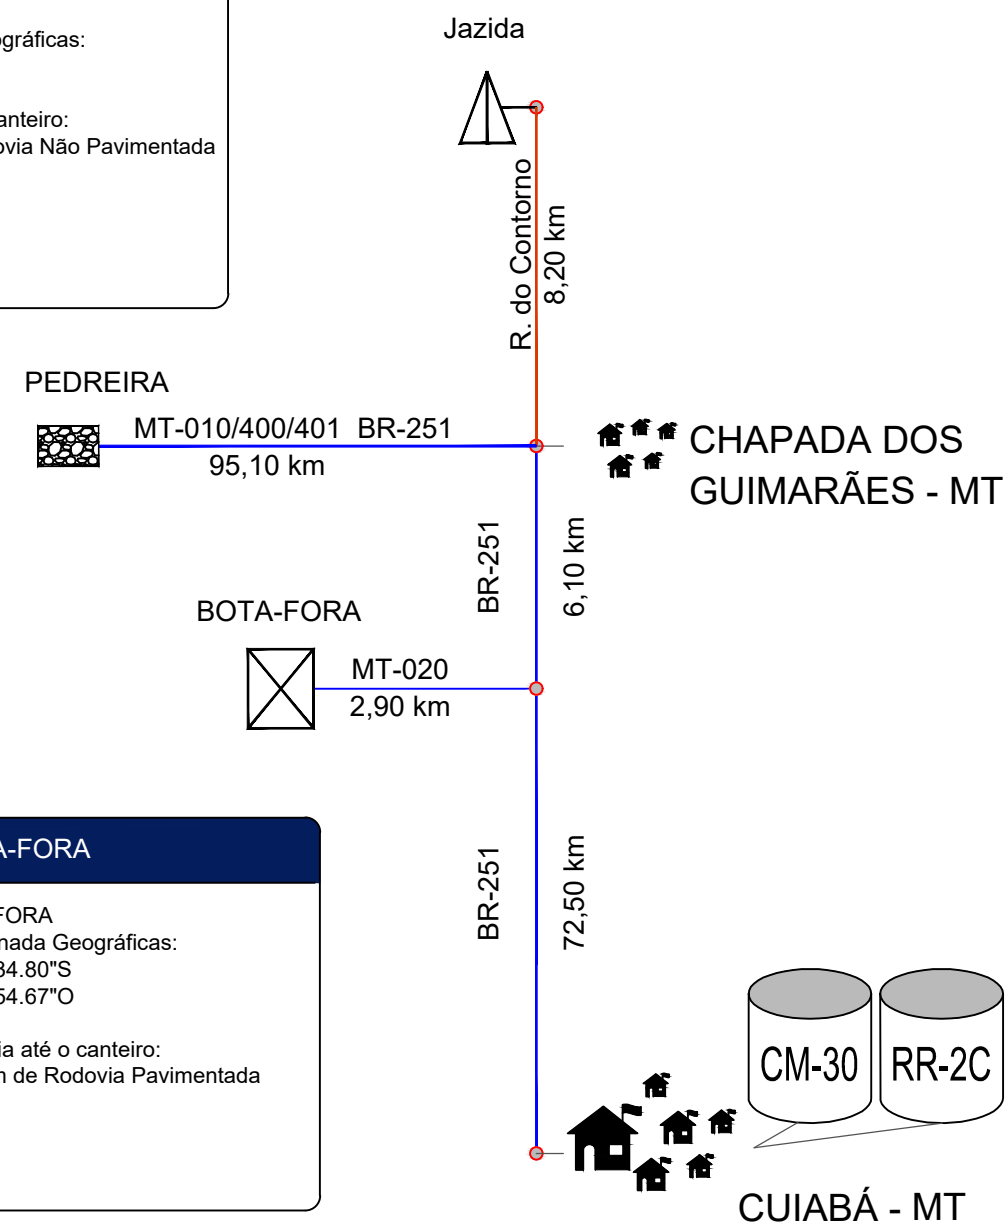 Jazida
ográficas:
anteiro:
ovia Não Pavimentada
R. do Contorno
8,20 km
PEDREIRA
MT-010/400/401 BR-251
95,10 km
CHAPADA DOS
GUIMARÃES - MT
BR-251
6,10 km
BOTA-FORA
MT-020
2,90 km
A-FORA
FORA
nada Geográficas:
34.80"S
54.67"O
ia até o canteiro:
n de Rodovia Pavimentada
BR-251
72,50 km
CM-30
RR-2C
CUIABÁ - MT